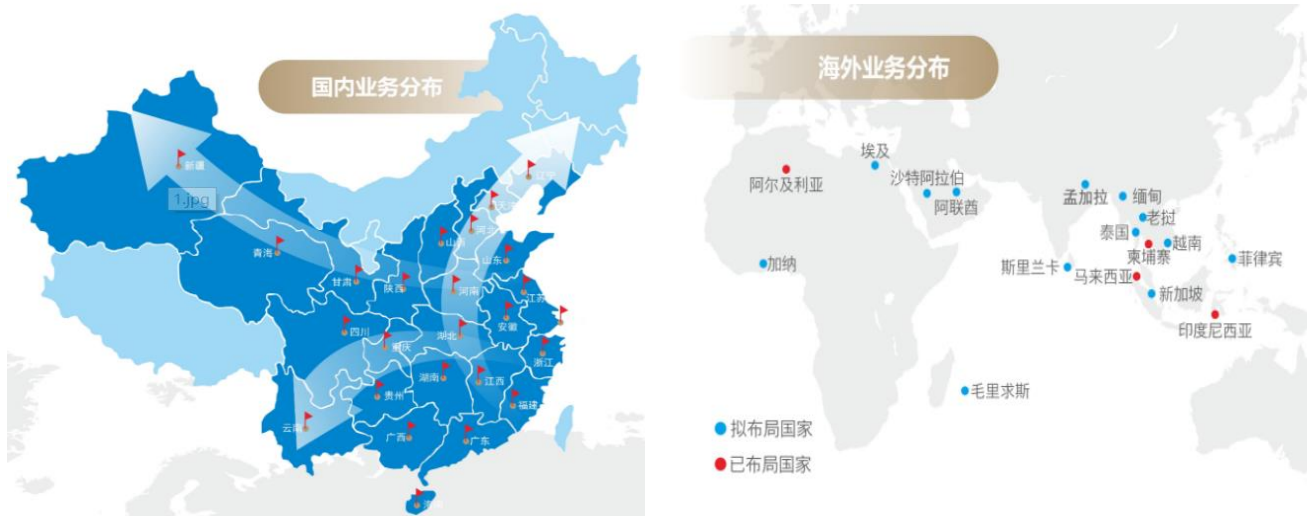 国内业务分布
新疆
1.jpg
辽宁
天津
河北
山西
山东
青海
甘肃
陕西
河南
江苏
安徽
四川
湖北
重庆
浙江
湖南
江西
贵州
福建
云南
广西
广东
海南
海外业务分布
埃及
阿尔及利亚
沙特阿拉伯
阿联酋
孟加拉
缅甸
老挝
泰国
越南
柬埔寨
菲律宾
加纳
斯里兰卡
马来西亚
新加坡
印度尼西亚
毛里求斯
拟布局国家
已布局国家